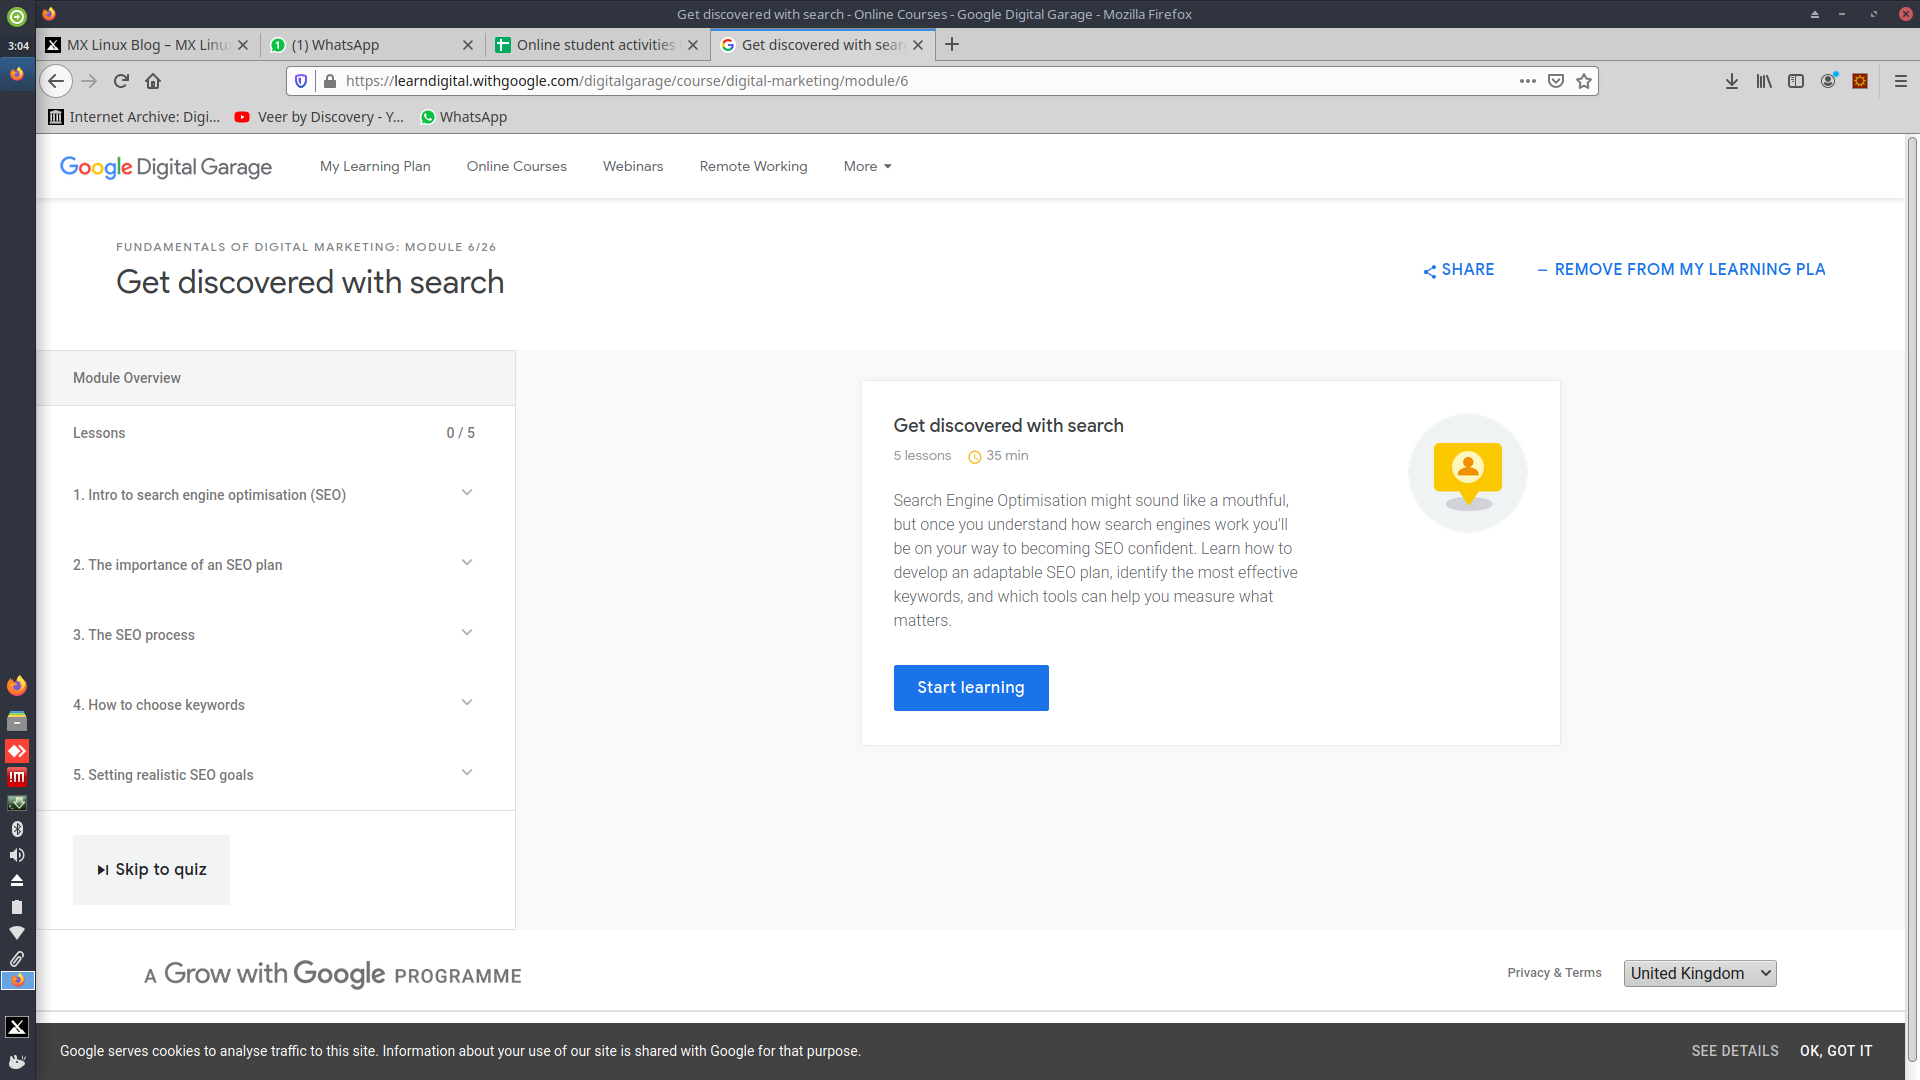 Get discovered with search - Online Courses - Google Digital Garage - Mozilla Firefox
3:04
MX Linux Blog – MX Linu
(1) WhatsApp
Online student activities
Get discovered with sear
https://learndigital.withgoogle.com/digitalgarage/course/digital-marketing/module/6
Internet Archive: Digi...
Veer by Discovery - Y...
WhatsApp
Google Digital Garage
My Learning Plan
Online Courses
Webinars
Remote Working
More
FUNDAMENTALS OF DIGITAL MARKETING: MODULE 6/26
Get discovered with search
SHARE
REMOVE FROM MY LEARNING PLA
Module Overview
Lessons
0 / 5
1. Intro to search engine optimisation (SEO)
2. The importance of an SEO plan
3. The SEO process
4. How to choose keywords
5. Setting realistic SEO goals
Skip to quiz
Get discovered with search
5 lessons
35 min
Search Engine Optimisation might sound like a mouthful,
but once you understand how search engines work you'll
be on your way to becoming SEO confident. Learn how to
develop an adaptable SEO plan, identify the most effective
keywords, and which tools can help you measure what
matters.
Start learning
A Grow with Google PROGRAMME
Privacy & Terms
United Kingdom
Google serves cookies to analyse traffic to this site. Information about your use of our site is shared with Google for that purpose.
SEE DETAILS
OK, GOT IT